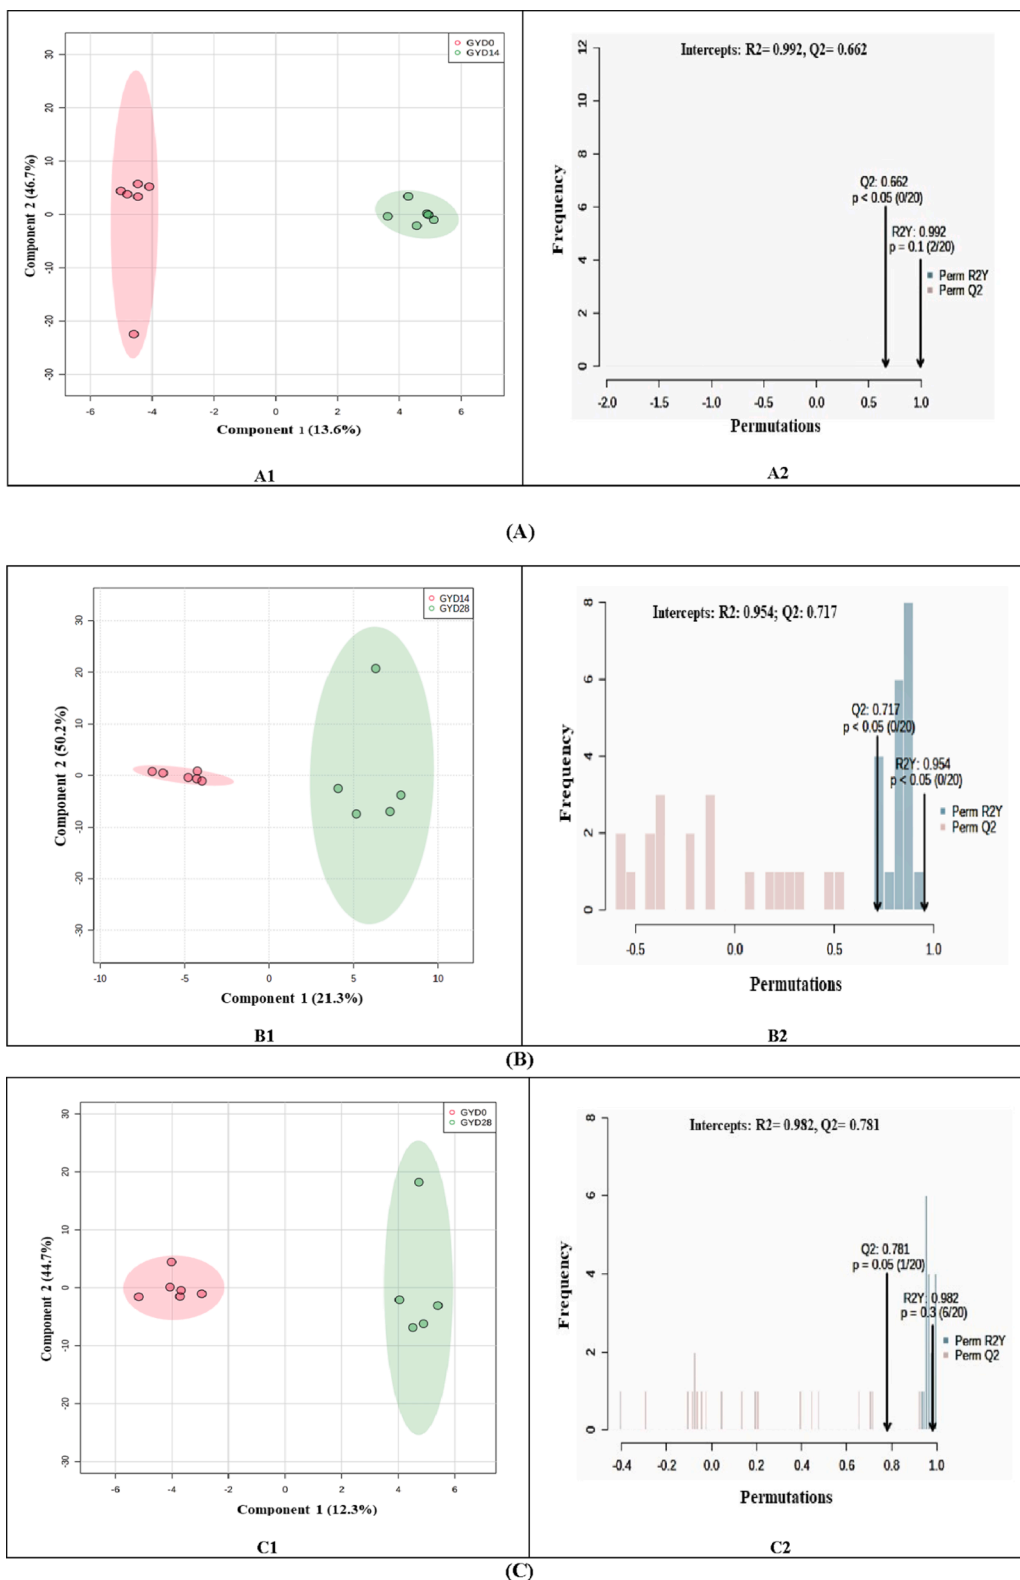 GYD0
GYD14
30
20
10
0
-10
-20
-30
Component 2 (46.7%)
-6
-4
-2
0
2
4
6
Component 1 (13.6%)
A1
Intercepts: R2= 0.992, Q2= 0.662
12
10
8
6
4
2
0
Frequency
Q2: 0.662
p < 0.05 (0/20)
R2Y: 0.992
p = 0.1 (2/20)
Perm R2Y
Perm Q2
-2.0
-1.5
-1.0
-0.5
0.0
0.5
1.0
Permutations
A2
(A)
GYD14
GYD28
30
20
10
0
-10
-20
-30
Component 2 (50.2%)
-10
-5
0
5
10
Component 1 (21.3%)
B1
Intercepts: R2: 0.954; Q2: 0.717
8
6
4
2
0
Frequency
Q2: 0.717
p < 0.05 (0/20)
R2Y: 0.954
p < 0.05 (0/20)
Perm R2Y
Perm Q2
-0.5
0.0
0.5
1.0
Permutations
B2
(B)
GYD0
GYD28
30
20
10
0
-10
-20
-30
Component 2 (44.7%)
-6
-4
-2
0
2
4
6
Component 1 (12.3%)
C1
Intercepts: R2= 0.982, Q2= 0.781
8
6
4
2
0
Frequency
Q2: 0.781
p = 0.05 (1/20)
R2Y: 0.982
p = 0.3 (6/20)
Perm R2Y
Perm Q2
-0.4
-0.2
0.0
0.2
0.4
0.6
0.8
1.0
Permutations
C2
(C)